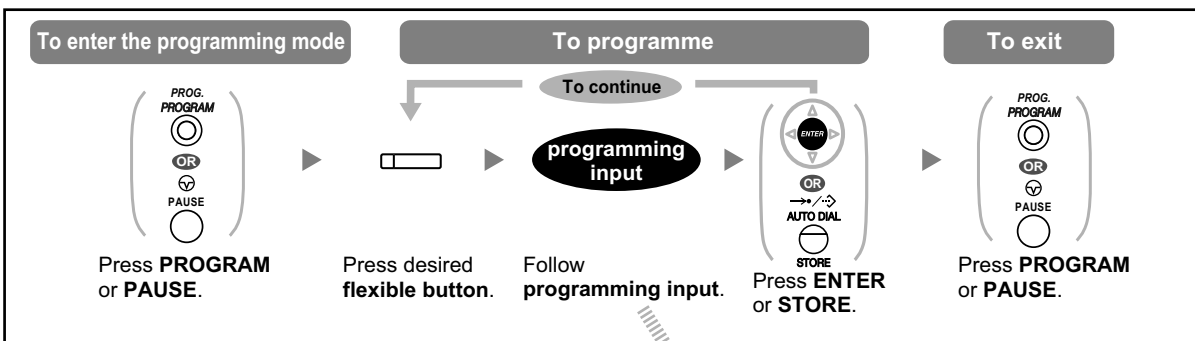 To enter the programming mode
To programme
To exit
To continue
PROG.
PROGRAM
OR
PAUSE
Press PROGRAM
or PAUSE.
Press desired
flexible button.
programming
input
Follow
programming input.
ENTER
OR
AUTO DIAL
STORE
Press ENTER
or STORE.
PROG.
PROGRAM
OR
PAUSE
Press PROGRAM
or PAUSE.